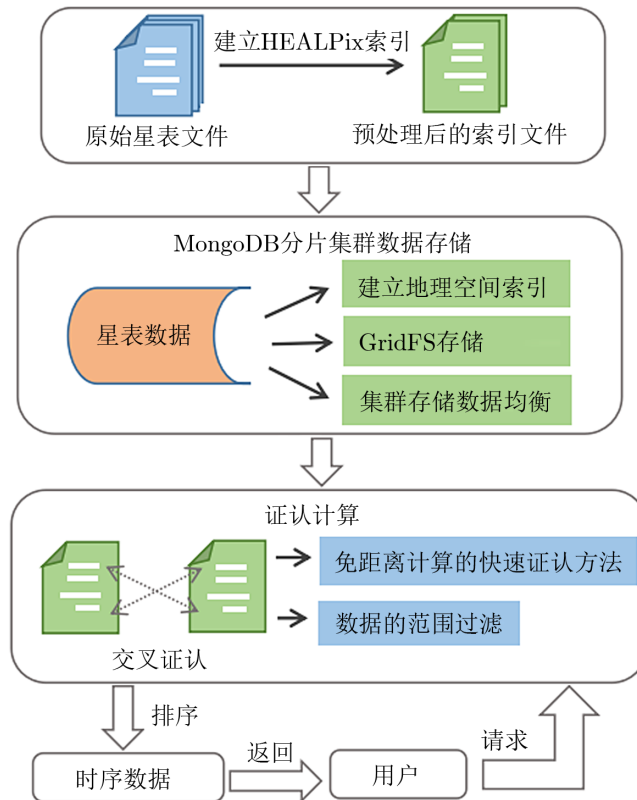 建立HEALPix索引
原始星表文件
预处理后的索引文件
MongoDB分片集群数据存储
星表数据
建立地理空间索引
GridFS存储
集群存储数据均衡
证认计算
免距离计算的快速证认方法
数据的范围过滤
交叉证认
排序
时序数据
返回
用户
请求